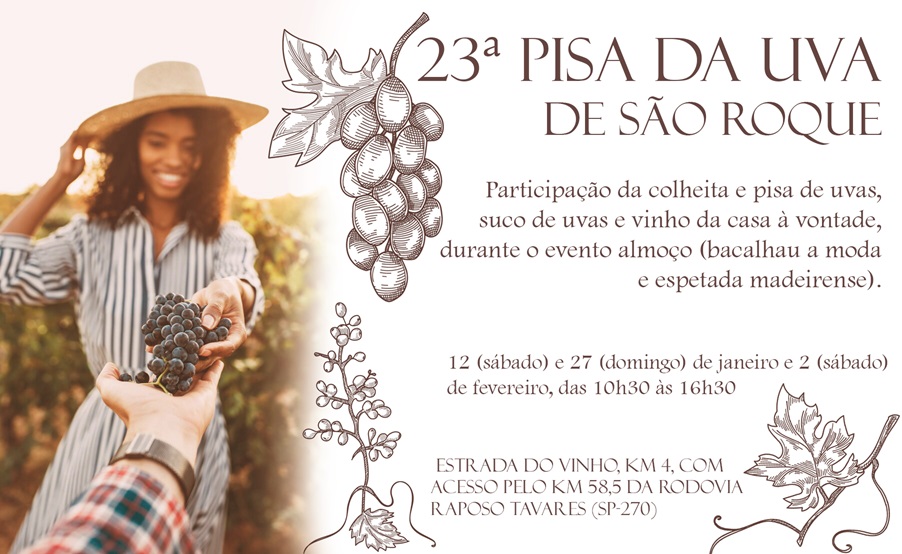 23ª PISA DA UVA
DE SÃO ROQUE
Participação da colheita e pisa de uvas,
suco de uvas e vinho da casa à vontade,
durante o evento almoço (bacalhau a moda
e espetada madeirense).
12 (sábado) e 27 (domingo) de janeiro e 2 (sábado)
de fevereiro, das 10h30 às 16h30
ESTRADA DO VINHO, KM 4, COM
ACESSO PELO KM 58,5 DA RODOVIA
RAPOSO TAVARES (SP-270)